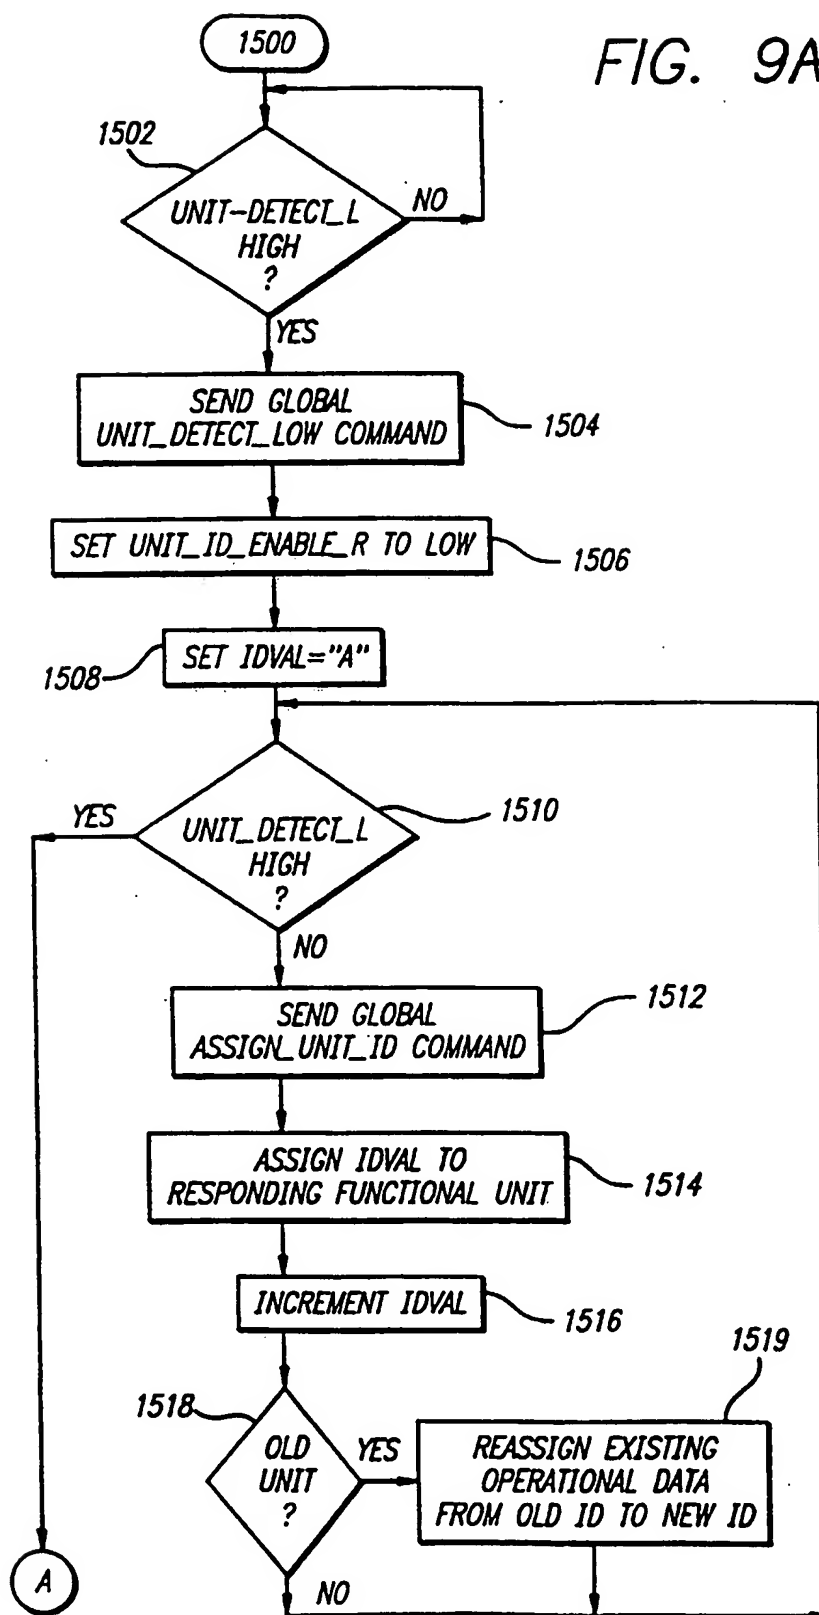 1500
FIG. 9A
1502
UNIT-DETECT_L
HIGH
?
NO
YES
SEND GLOBAL
UNIT_DETECT_LOW COMMAND
1504
SET UNIT_ID_ENABLE_R TO LOW
1506
SET IDVAL="A"
1508
YES
UNIT_DETECT_L
HIGH
?
1510
NO
SEND GLOBAL
ASSIGN_UNIT_ID COMMAND
1512
ASSIGN IDVAL TO
RESPONDING FUNCTIONAL UNIT
1514
INCREMENT IDVAL
1516
1518
OLD
UNIT
?
YES
1519
REASSIGN EXISTING
OPERATIONAL DATA
FROM OLD ID TO NEW ID
A
NO